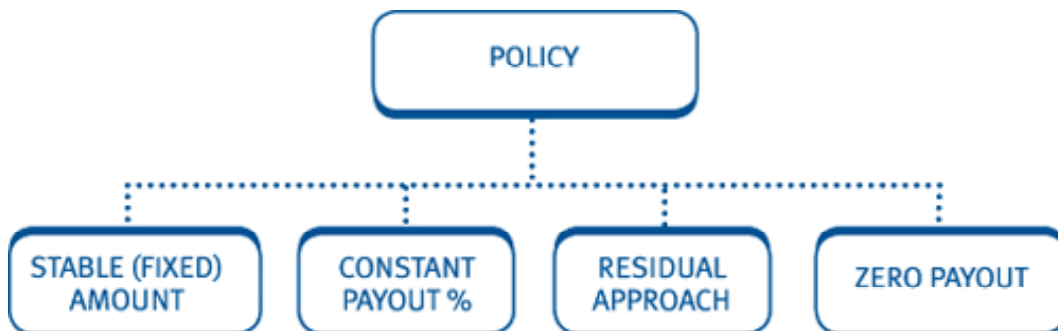 POLICY
STABLE (FIXED)
AMOUNT
CONSTANT
PAYOUT %
RESIDUAL
APPROACH
ZERO PAYOUT